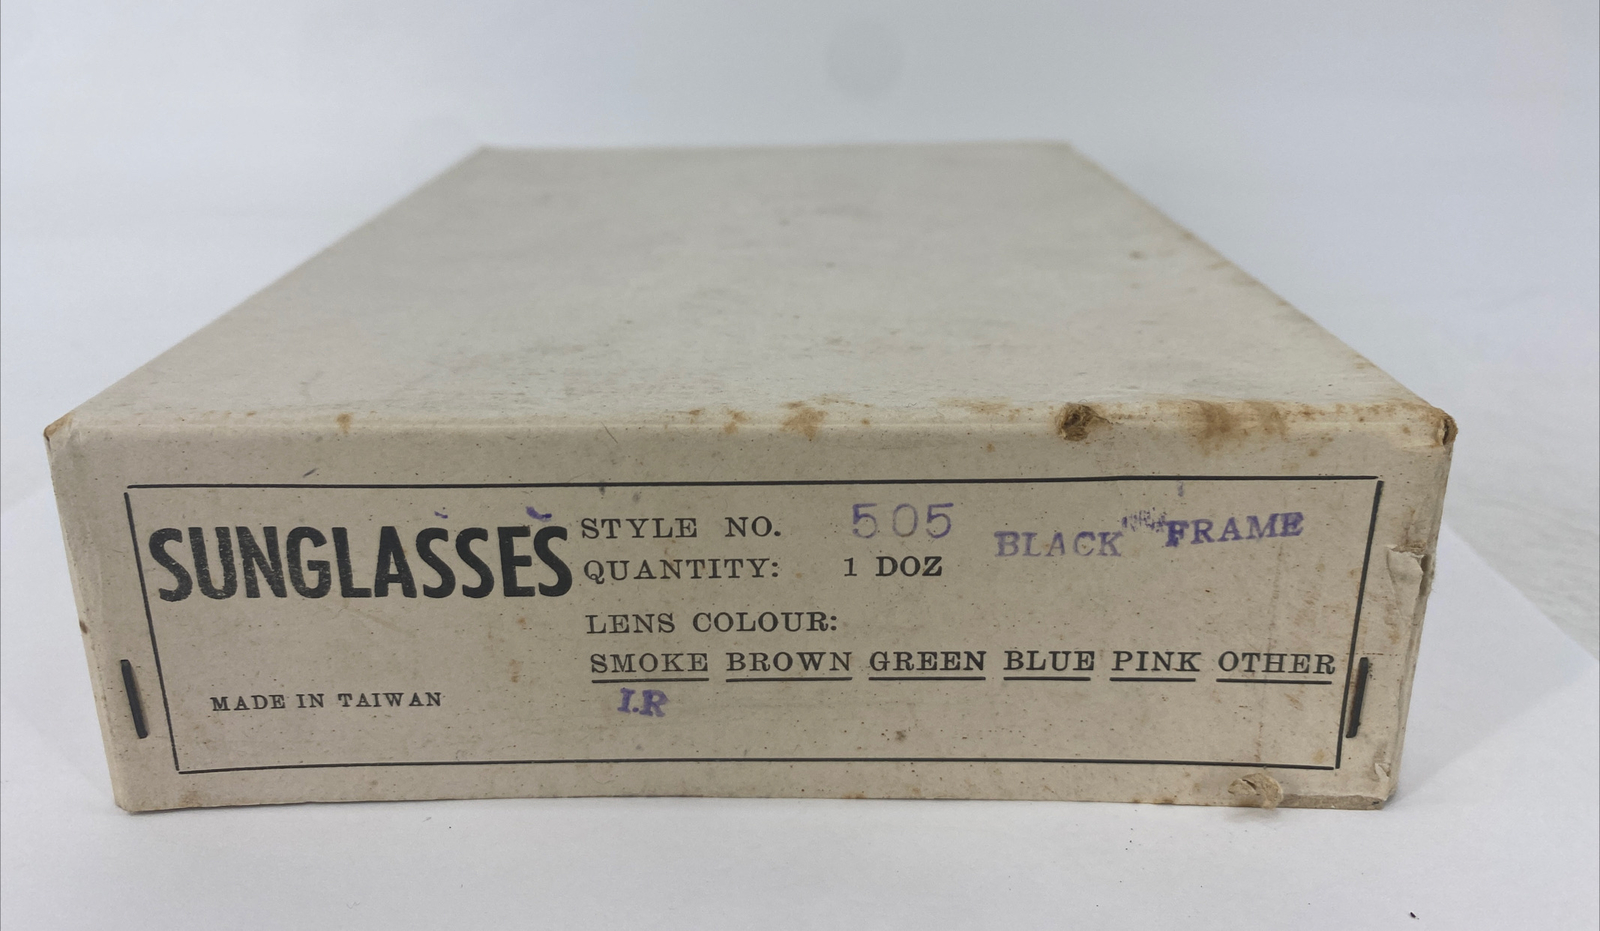 SUNGLASSES
STYLE NO. 505 BLACK FRAME
QUANTITY: 1 DOZ
LENS COLOUR:
SMOKE BROWN GREEN BLUE PINK OTHER
I.R
MADE IN TAIWAN